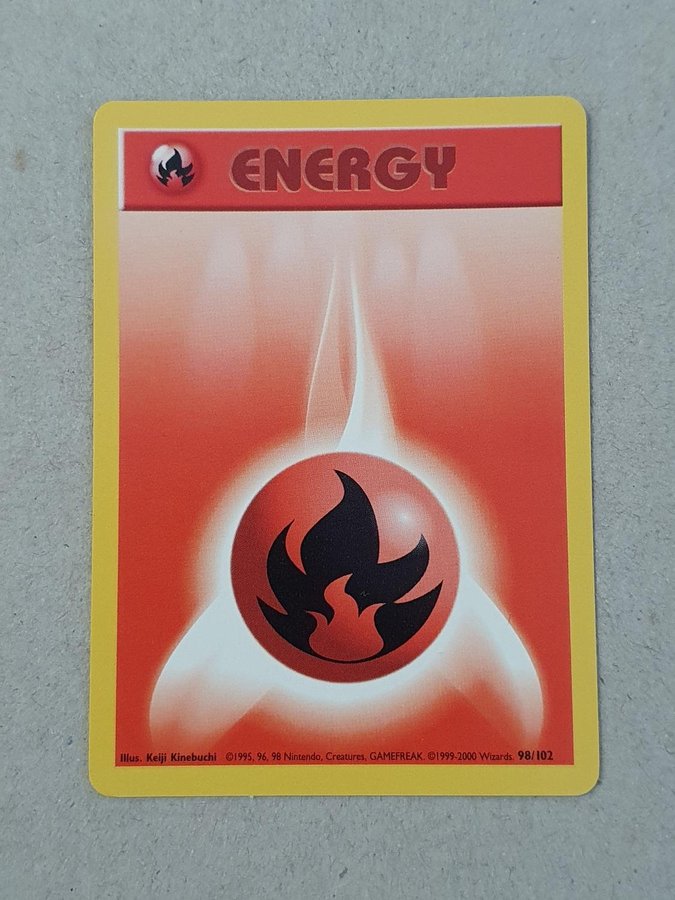 ENERGY
Illus. Keiji Kinebuchi ©1995, 96, 98 Nintendo, Creatures, GAMEFREAK. ©1999-2000 Wizards. 98/102